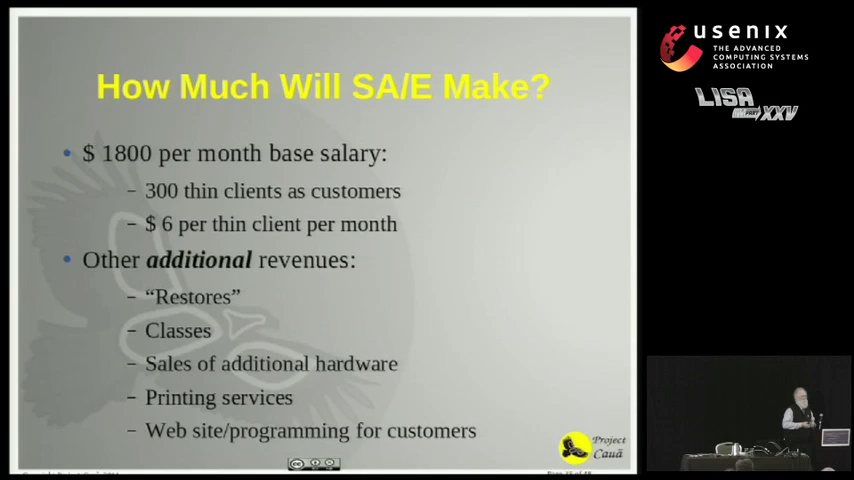 How Much Will SA/E Make?
• $ 1800 per month base salary:
– 300 thin clients as customers
– $ 6 per thin client per month
• Other additional revenues:
– “Restores”
– Classes
– Sales of additional hardware
– Printing services
– Web site/programming for customers
Project
Cauã
cc
usenix
THE ADVANCED
COMPUTING SYSTEMS
ASSOCIATION
LISA
XXV